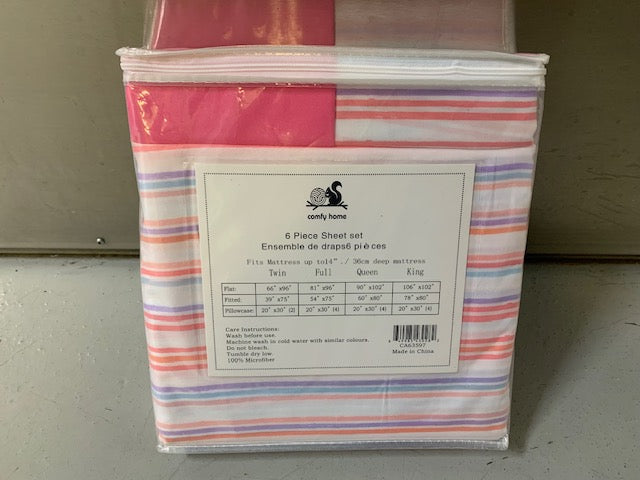 comfy home
6 Piece Sheet set
Ensemble de draps6 pièces
Fits Mattress up to14"./ 36cm deep mattress
Twin Full Queen King
Flat: 66" x96" 81" x96" 90" x102" 106" x102"
Fitted: 39" x75" 54" x75" 60" x80" 78" x80"
Pillowcase: 20" x30" (2) 20" x30" (4) 20" x30" (4) 20" x30" (4)
Care Instructions:
Wash before use.
Machine wash in cold water with similar colours.
Do not bleach.
Tumble dry low.
100% Microfiber
CA63597
Made in China